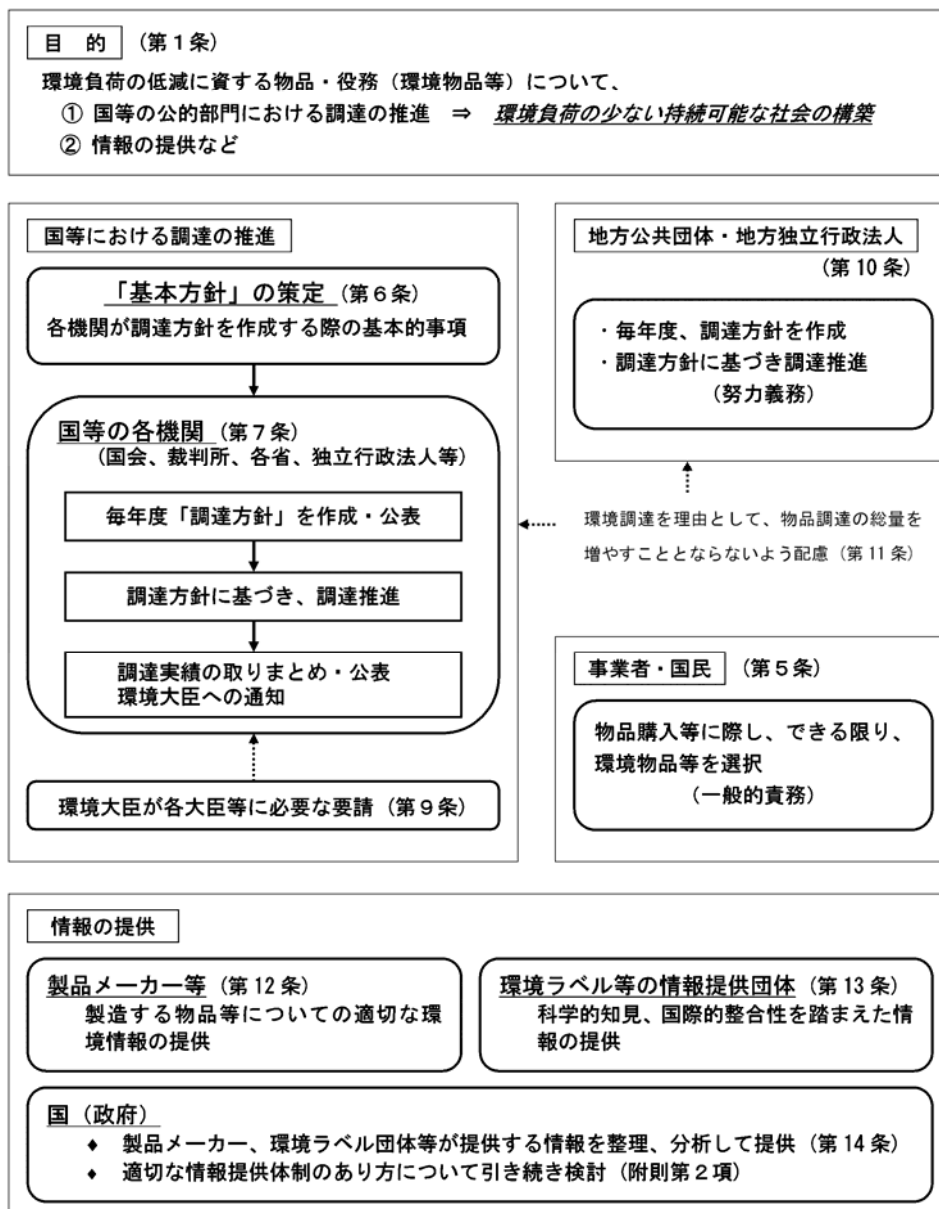 目　的　（第１条）
環境負荷の低減に資する物品・役務（環境物品等）について、
① 国等の公的部門における調達の推進　⇒　環境負荷の少ない持続可能な社会の構築
② 情報の提供など
国等における調達の推進
「基本方針」の策定（第６条）
各機関が調達方針を作成する際の基本的事項
国等の各機関（第７条）
（国会、裁判所、各省、独立行政法人等）
毎年度「調達方針」を作成・公表
調達方針に基づき、調達推進
調達実績の取りまとめ・公表
環境大臣への通知
環境大臣が各大臣等に必要な要請（第９条）
地方公共団体・地方独立行政法人
（第 10 条）
・毎年度、調達方針を作成
・調達方針に基づき調達推進
（努力義務）
環境調達を理由として、物品調達の総量を
増やすこととならないよう配慮（第 11 条）
事業者・国民　（第５条）
物品購入等に際し、できる限り、
環境物品等を選択
（一般的責務）
情報の提供
製品メーカー等（第 12 条）
製造する物品等についての適切な環
境情報の提供
環境ラベル等の情報提供団体（第 13 条）
科学的知見、国際的整合性を踏まえた情
報の提供
国（政府）
◆　製品メーカー、環境ラベル団体等が提供する情報を整理、分析して提供（第 14 条）
◆　適切な情報提供体制のあり方について引き続き検討（附則第２項）